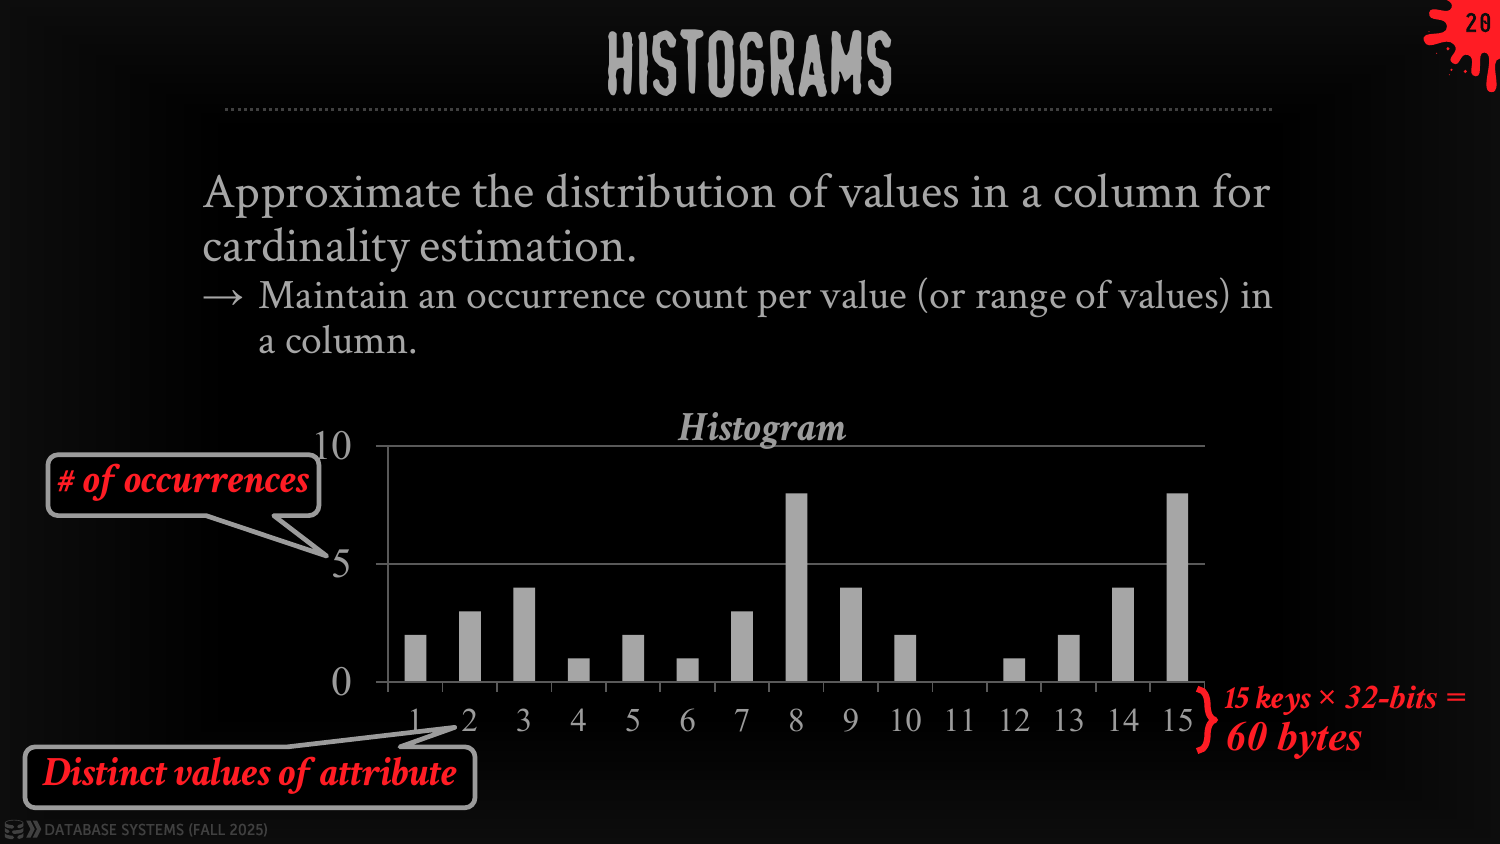 HISTOGRAMS
20
Approximate the distribution of values in a column for
cardinality estimation.
→ Maintain an occurrence count per value (or range of values) in
a column.
Histogram
10
# of occurrences
5
0
1 2 3 4 5 6 7 8 9 10 11 12 13 14 15
} 15 keys × 32-bits =
60 bytes
Distinct values of attribute
DATABASE SYSTEMS (FALL 2025)